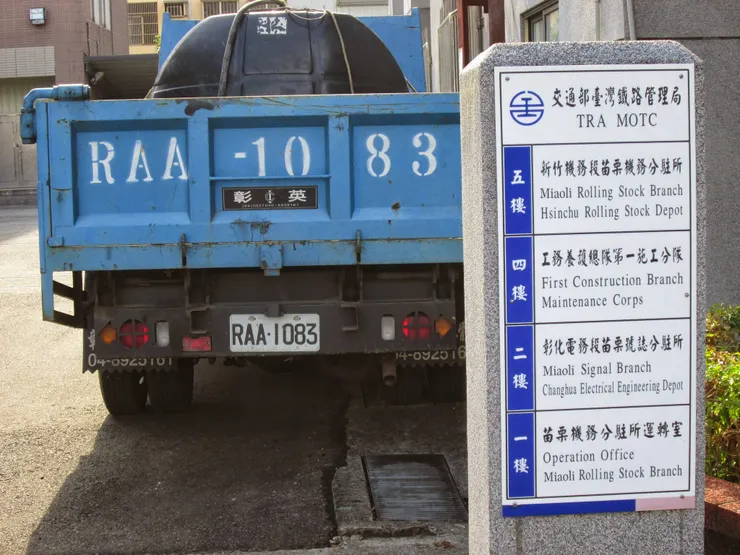 RAA-1083
彰 英
RAA-1083
04-8925161
04-8925161
交通部臺灣鐵路管理局
TRA MOTC
五樓
新竹機務段苗栗機務分駐所
Miaoli Rolling Stock Branch
Hsinchu Rolling Stock Depot
四樓
工務養護總隊第一施工分隊
First Construction Branch
Maintenance Corps
二樓
彰化電務段苗栗號誌分駐所
Miaoli Signal Branch
Changhua Electrical Engineering Depot
一樓
苗栗機務分駐所運轉室
Operation Office
Miaoli Rolling Stock Branch